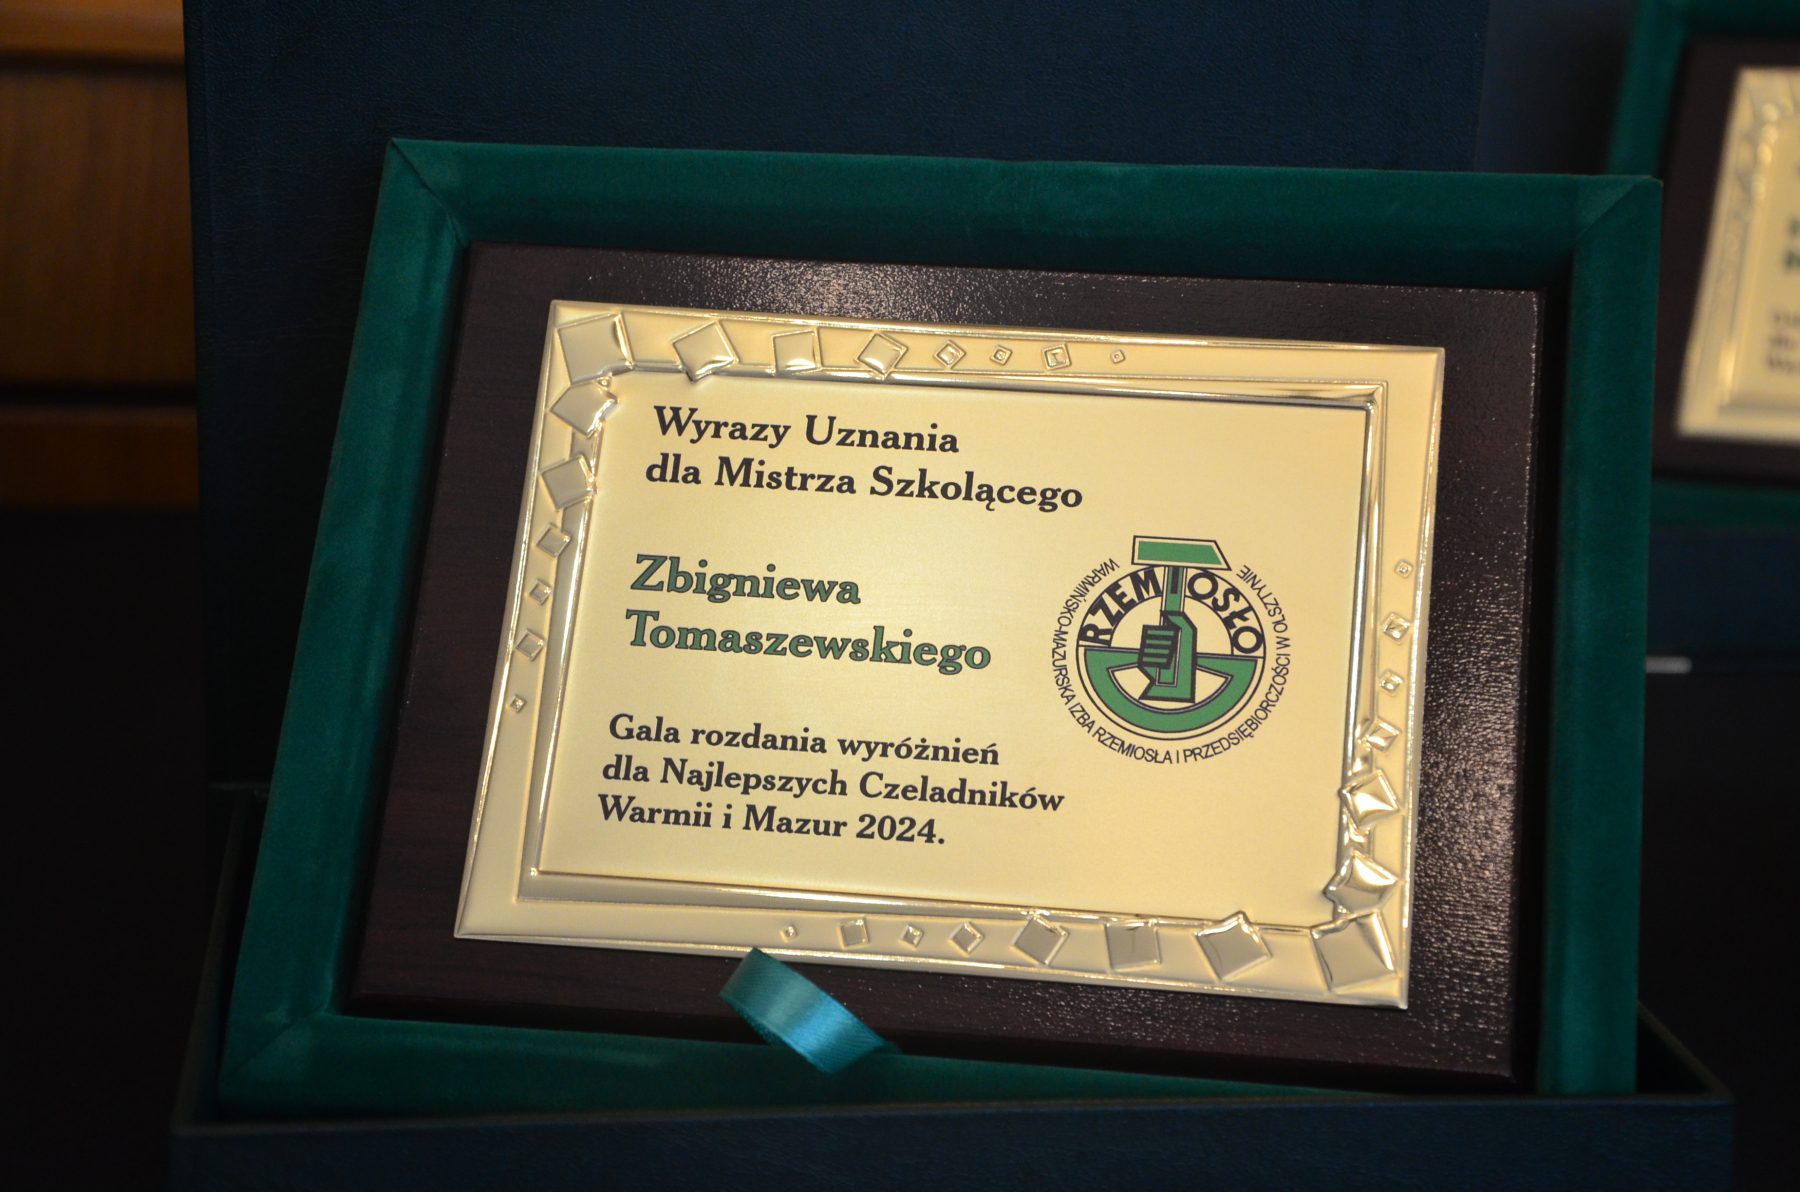 Wyrazy Uznania
dla Mistrza Szkolącego
Zbigniewa
Tomaszewskiego
Gala rozdania wyróżnień
dla Najlepszych Czeladników
Warmii i Mazur 2024.
RZEMIOSŁO
WARMIŃSKO-MAZURSKA IZBA RZEMIOSŁA I PRZEDSIĘBIORCZOŚCI W OLSZTYNIE